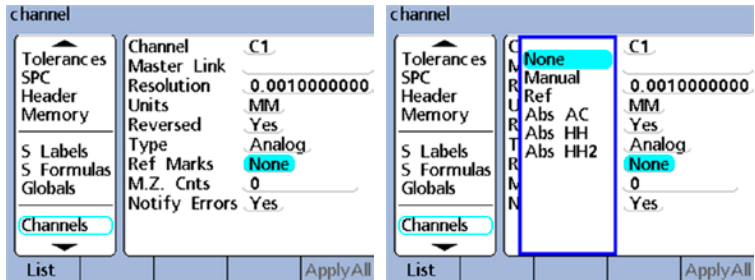 channel
Tolerances
SPC
Header
Memory
S Labels
S Formulas
Globals
Channels
Channel C1
Master Link
Resolution 0.0010000000
Units MM
Reversed Yes
Type Analog
Ref Marks None
M.Z. Cnts 0
Notify Errors Yes
List ApplyAll
channel
Tolerances
SPC
Header
Memory
S Labels
S Formulas
Globals
Channels
None
Manual
Ref
Abs AC
Abs HH
Abs HH2
C C1
M
R 0.0010000000
U MM
R Yes
T Analog
R None
M 0
N Yes
List ApplyAll